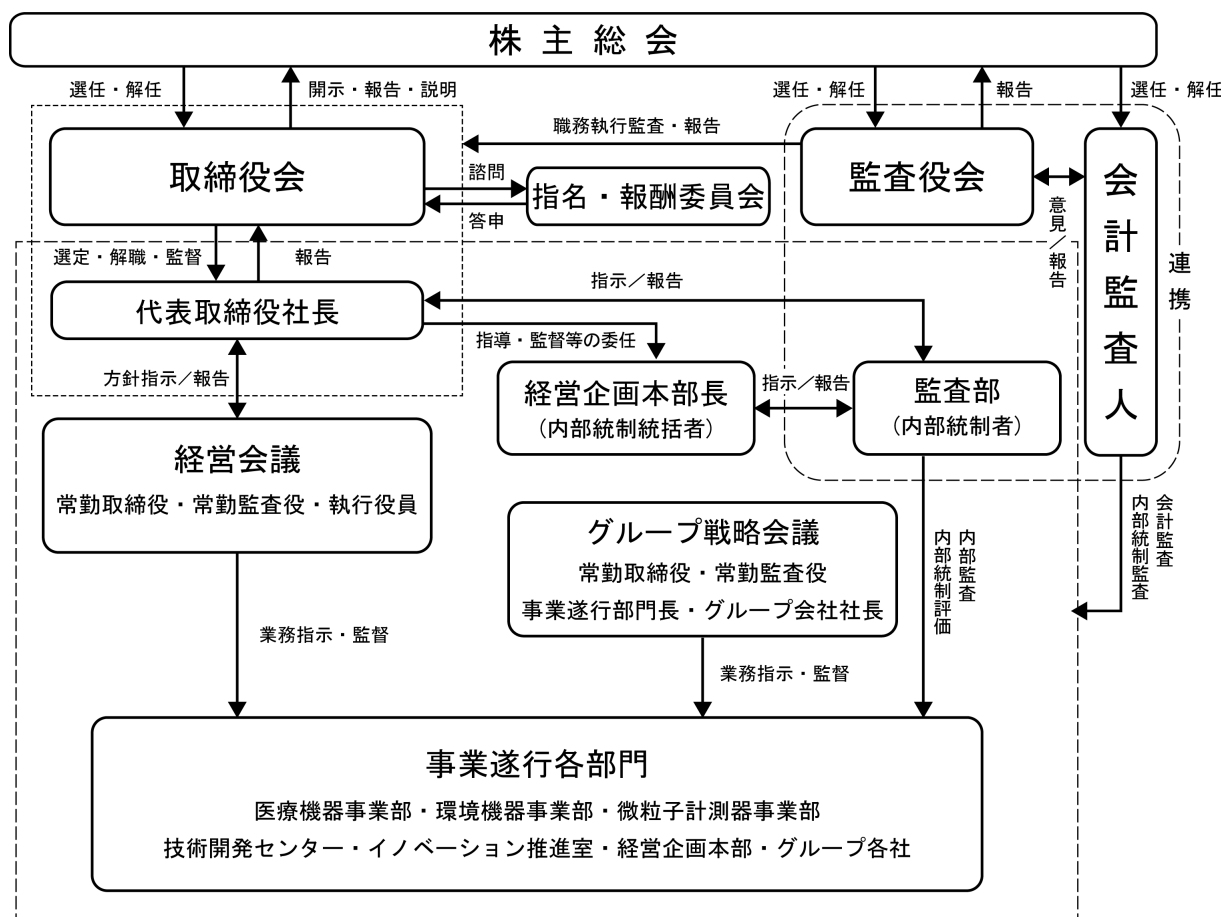 株主総会
選任・解任
開示・報告・説明
選任・解任
報告
選任・解任
取締役会
職務執行監査・報告
監査役会
会計監査人
諮問
答申
指名・報酬委員会
意見／報告
連携
選定・解職・監督
報告
代表取締役社長
指示／報告
指導・監督等の委任
方針指示／報告
経営企画本部長
（内部統制統括者）
指示／報告
監査部
（内部統制者）
経営会議
常勤取締役・常勤監査役・執行役員
グループ戦略会議
常勤取締役・常勤監査役
事業遂行部門長・グループ会社社長
内部監査
内部統制評価
会計監査
内部統制監査
業務指示・監督
業務指示・監督
事業遂行各部門
医療機器事業部・環境機器事業部・微粒子計測器事業部
技術開発センター・イノベーション推進室・経営企画本部・グループ各社